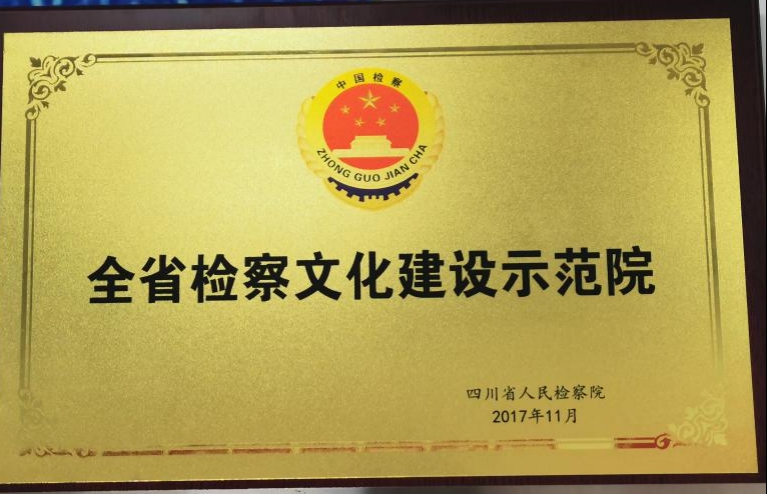 中国检察
ZHONG GUO JIAN CHA
全省检察文化建设示范院
四川省人民检察院
2017年11月